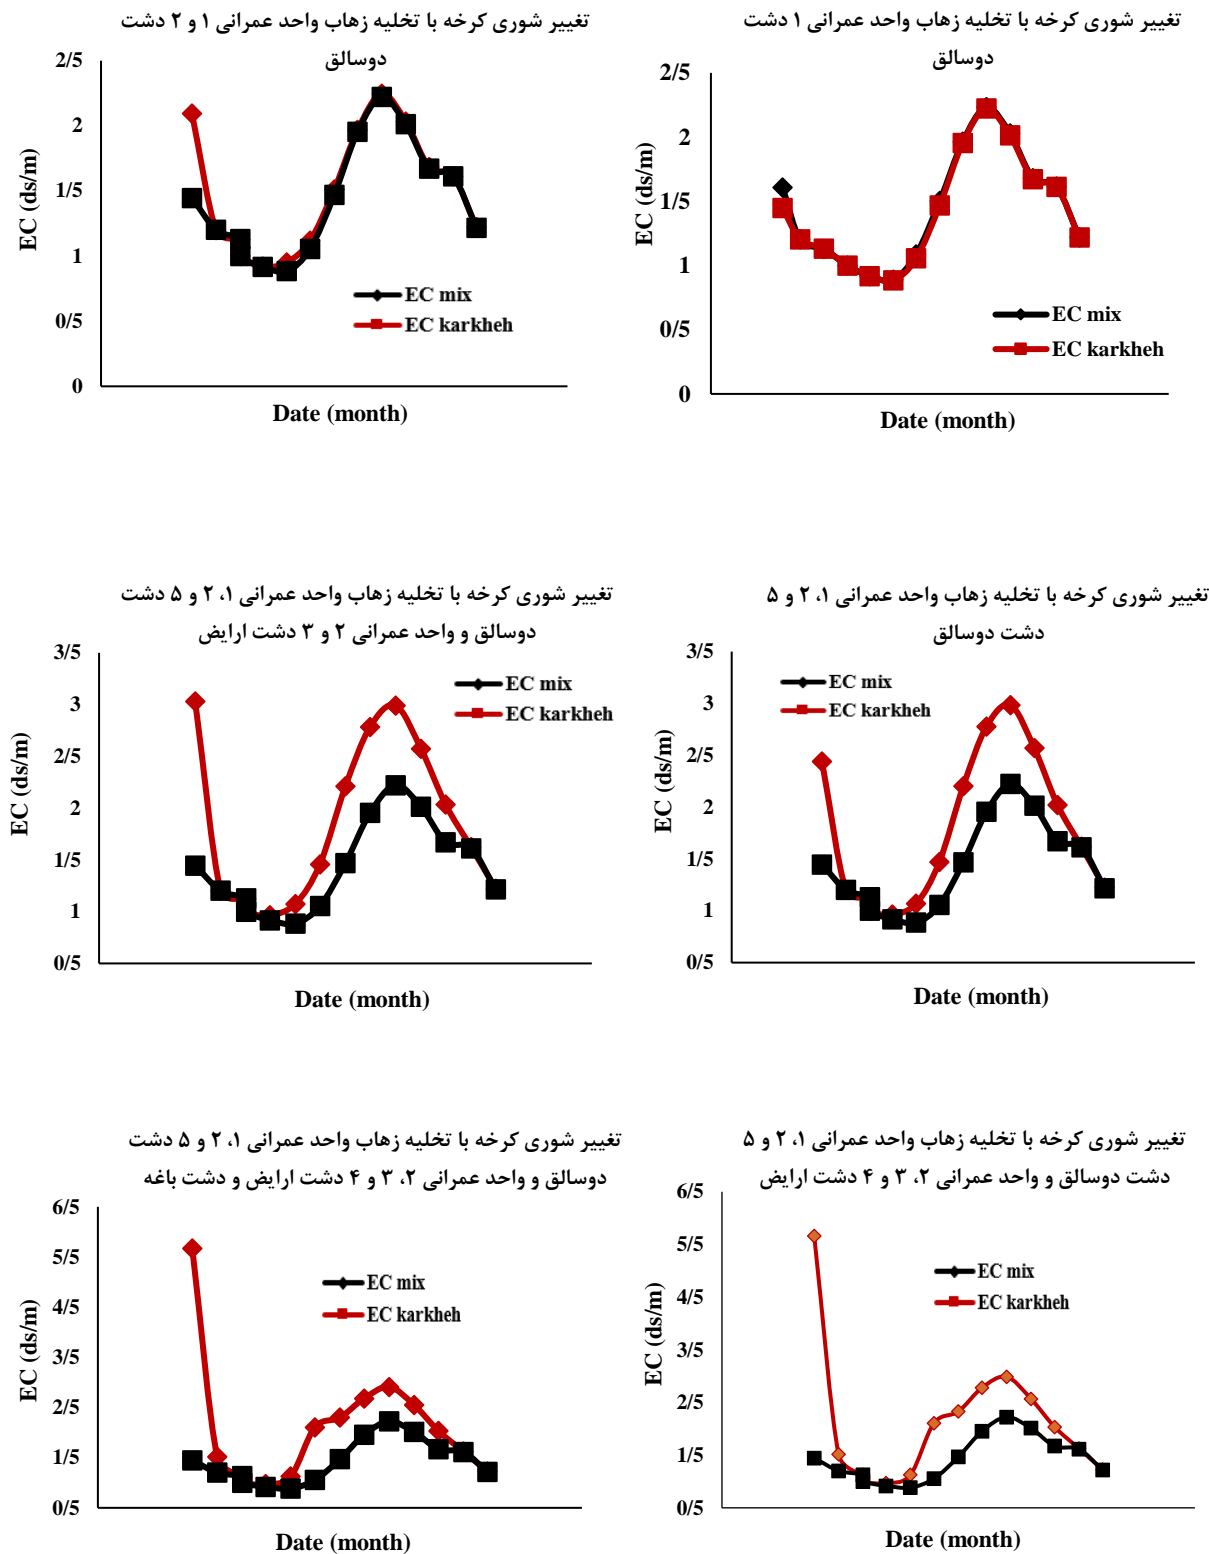 تغییر شوری کرخه با تخلیه زهاب واحد عمرانی ۱ دشت
دوسالق
2/5
2
1/5
1
0/5
0
EC (ds/m)
EC mix
EC karkheh
Date (month)
تغییر شوری کرخه با تخلیه زهاب واحد عمرانی ۱ و ۲ دشت
دوسالق
2/5
2
1/5
1
0/5
0
EC (ds/m)
EC mix
EC karkheh
Date (month)
تغییر شوری کرخه با تخلیه زهاب واحد عمرانی ۱، ۲ و ۵
دشت دوسالق
3/5
3
2/5
2
1/5
1
0/5
EC (ds/m)
EC mix
EC karkheh
Date (month)
تغییر شوری کرخه با تخلیه زهاب واحد عمرانی ۱، ۲ و ۵ دشت
دوسالق و واحد عمرانی ۲ و ۳ دشت ارایض
3/5
3
2/5
2
1/5
1
0/5
EC (ds/m)
EC mix
EC karkheh
Date (month)
تغییر شوری کرخه با تخلیه زهاب واحد عمرانی ۱، ۲ و ۵
دشت دوسالق و واحد عمرانی ۲، ۳ و ۴ دشت ارایض
6/5
5/5
4/5
3/5
2/5
1/5
0/5
EC (ds/m)
EC mix
EC karkheh
Date (month)
تغییر شوری کرخه با تخلیه زهاب واحد عمرانی ۱، ۲ و ۵ دشت
دوسالق و واحد عمرانی ۲، ۳ و ۴ دشت ارایض و دشت باغه
6/5
5/5
4/5
3/5
2/5
1/5
0/5
EC (ds/m)
EC mix
EC karkheh
Date (month)